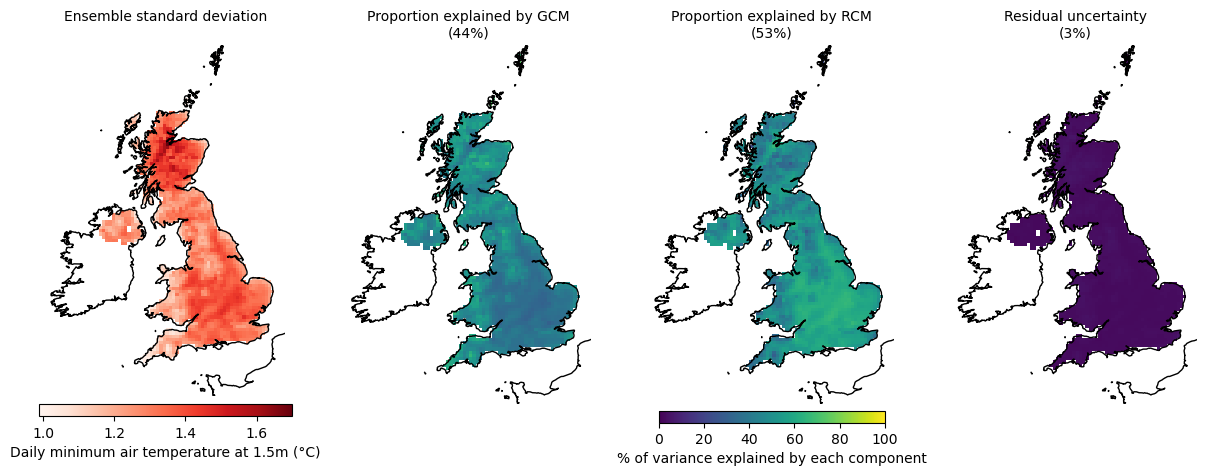 Ensemble standard deviation
Proportion explained by GCM
(44%)
Proportion explained by RCM
(53%)
Residual uncertainty
(3%)
1.0 1.2 1.4 1.6
Daily minimum air temperature at 1.5m (°C)
0 20 40 60 80 100
% of variance explained by each component